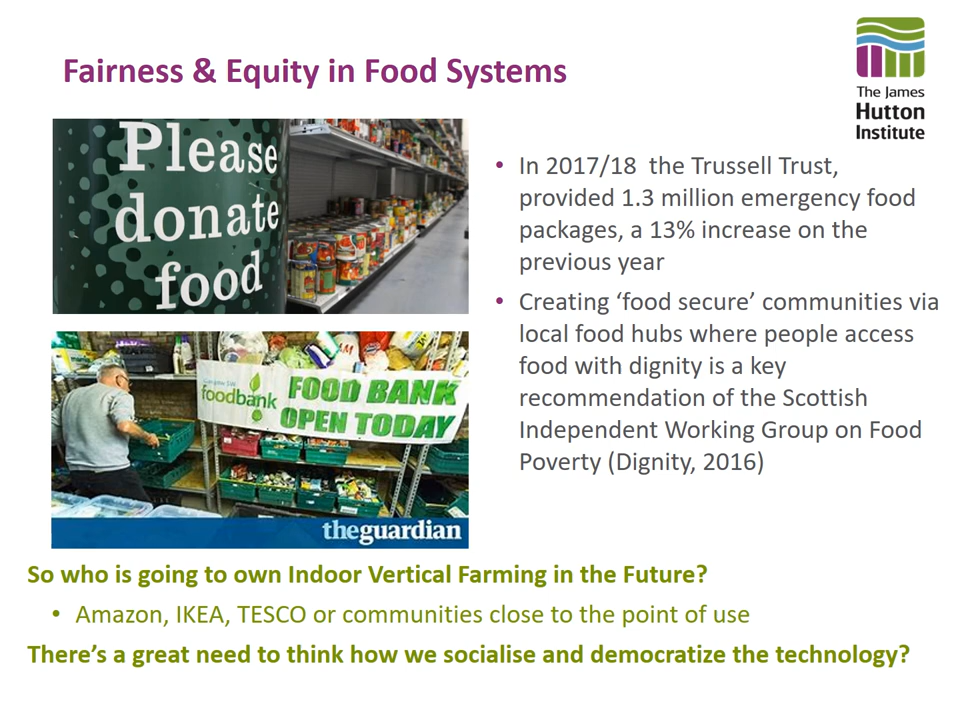 Fairness & Equity in Food Systems
The James
Hutton
Institute
Please
donate
food
• In 2017/18 the Trussell Trust,
provided 1.3 million emergency food
packages, a 13% increase on the
previous year
• Creating ‘food secure’ communities via
local food hubs where people access
food with dignity is a key
recommendation of the Scottish
Independent Working Group on Food
Poverty (Dignity, 2016)
foodbank
FOOD BANK
OPEN TODAY
theguardian
So who is going to own Indoor Vertical Farming in the Future?
• Amazon, IKEA, TESCO or communities close to the point of use
There’s a great need to think how we socialise and democratize the technology?